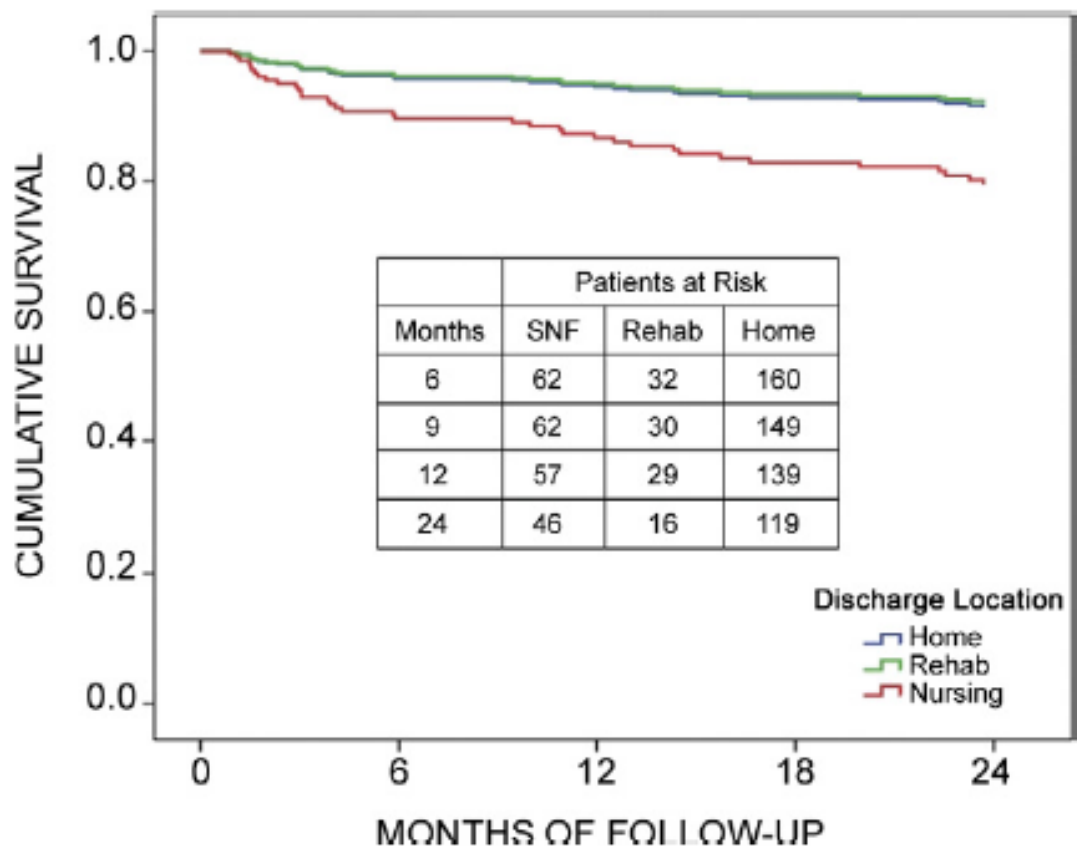 CUMULATIVE SURVIVAL
1.0
0.8
0.6
0.4
0.2
0.0
Patients at Risk
Months SNF Rehab Home
6 62 32 160
9 62 30 149
12 57 29 139
24 46 16 119
Discharge Location
Home
Rehab
Nursing
0 6 12 18 24
MONTHS OF FOLLOW-UP